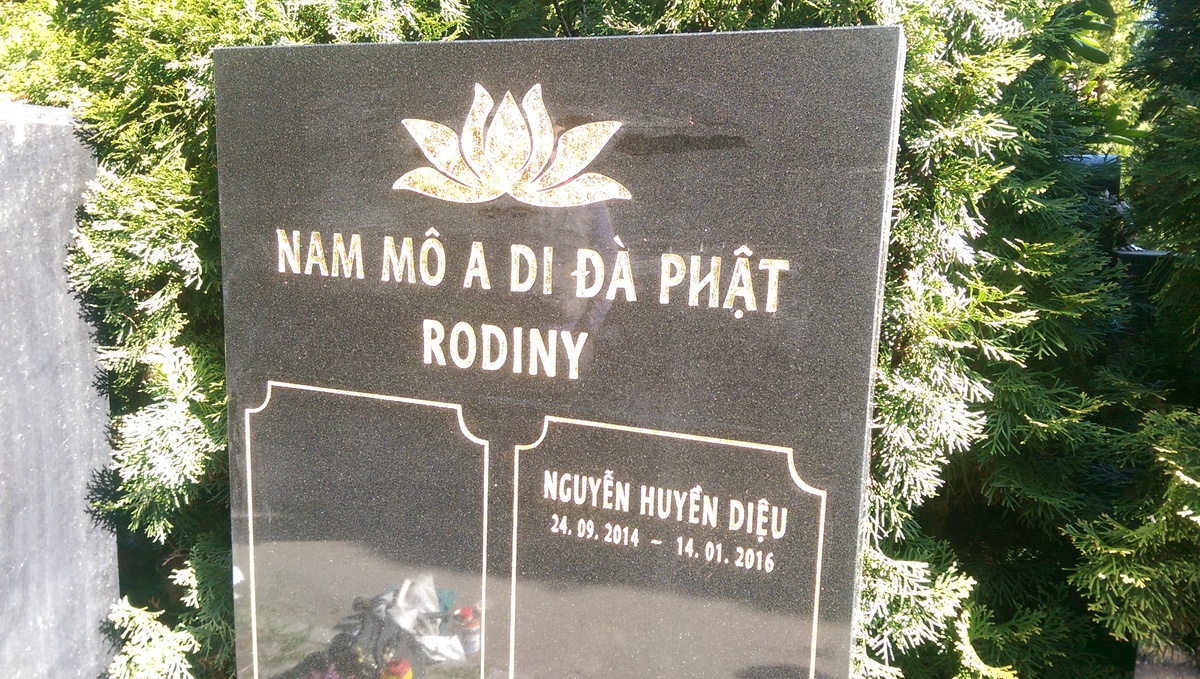 NAM MÔ A DI ĐÀ PHẬT
RODINY
NGUYỄN HUYỀN DIỆU
24. 09. 2014 – 14. 01. 2016